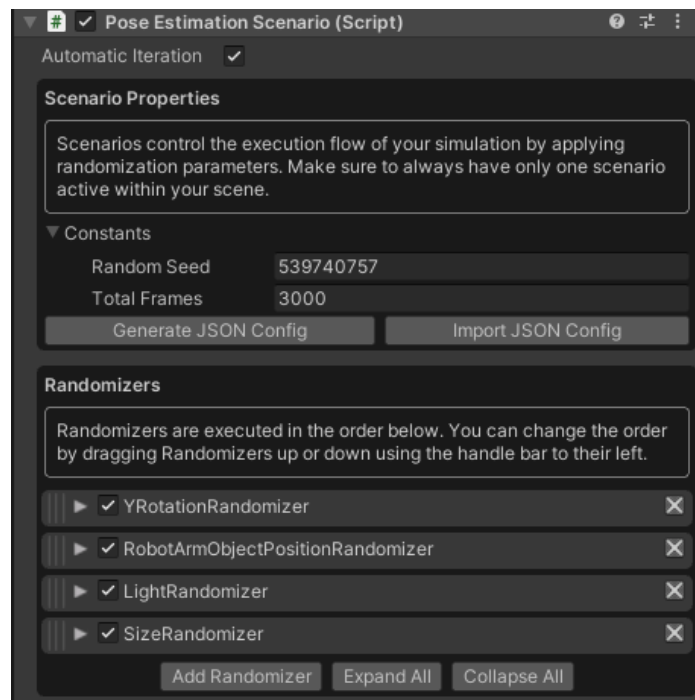 # Pose Estimation Scenario (Script)
Automatic Iteration
Scenario Properties
Scenarios control the execution flow of your simulation by applying
randomization parameters. Make sure to always have only one scenario
active within your scene.
Constants
Random Seed 539740757
Total Frames 3000
Generate JSON Config Import JSON Config
Randomizers
Randomizers are executed in the order below. You can change the order
by dragging Randomizers up or down using the handle bar to their left.
YRotationRandomizer
RobotArmObjectPositionRandomizer
LightRandomizer
SizeRandomizer
Add Randomizer Expand All Collapse All